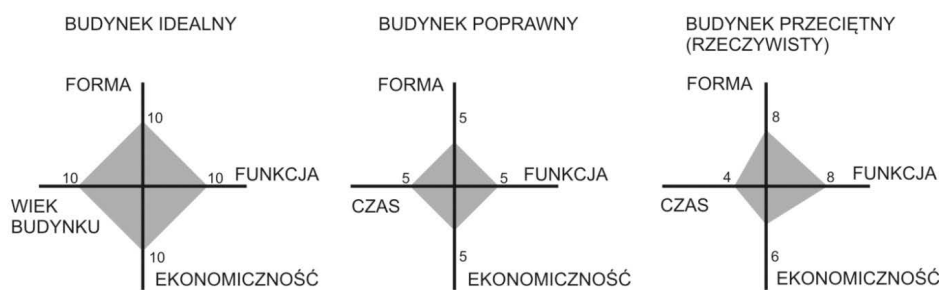 BUDYNEK IDEALNY
FORMA
10
10
10
FUNKCJA
WIEK
BUDYNKU
10
EKONOMICZNOŚĆ
BUDYNEK POPRAWNY
FORMA
5
5
5
FUNKCJA
CZAS
5
EKONOMICZNOŚĆ
BUDYNEK PRZECIĘTNY
(RZECZYWISTY)
FORMA
8
4
8
FUNKCJA
CZAS
6
EKONOMICZNOŚĆ